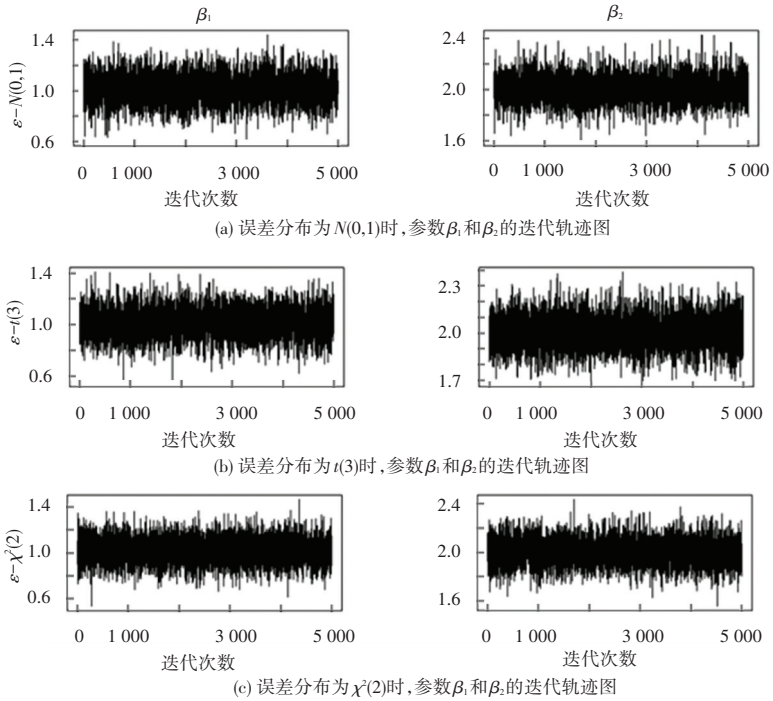 β₁ β₂
ε-N(0,1)
1.4 2.4
1.0 2.0
0.6 1.6
0 1 000 3 000 5 000 0 1 000 3 000 5 000
迭代次数 迭代次数
(a) 误差分布为N(0,1)时,参数β₁和β₂的迭代轨迹图
ε-t(3)
1.4 2.3
1.0 2.0
0.6 1.7
0 1 000 3 000 5 000 0 1 000 3 000 5 000
迭代次数 迭代次数
(b) 误差分布为t(3)时,参数β₁和β₂的迭代轨迹图
ε-χ²(2)
1.4 2.4
1.0 2.0
0.6 1.6
0 1 000 3 000 5 000 0 1 000 3 000 5 000
迭代次数 迭代次数
(c) 误差分布为χ²(2)时,参数β₁和β₂的迭代轨迹图